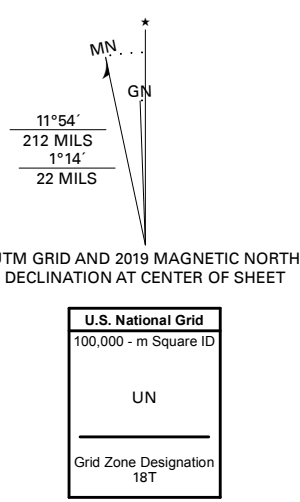 ★
MN
GN
11°54´
212 MILS
1°14´
22 MILS
UTM GRID AND 2019 MAGNETIC NORTH
DECLINATION AT CENTER OF SHEET
U.S. National Grid
100,000 - m Square ID
UN
Grid Zone Designation
18T